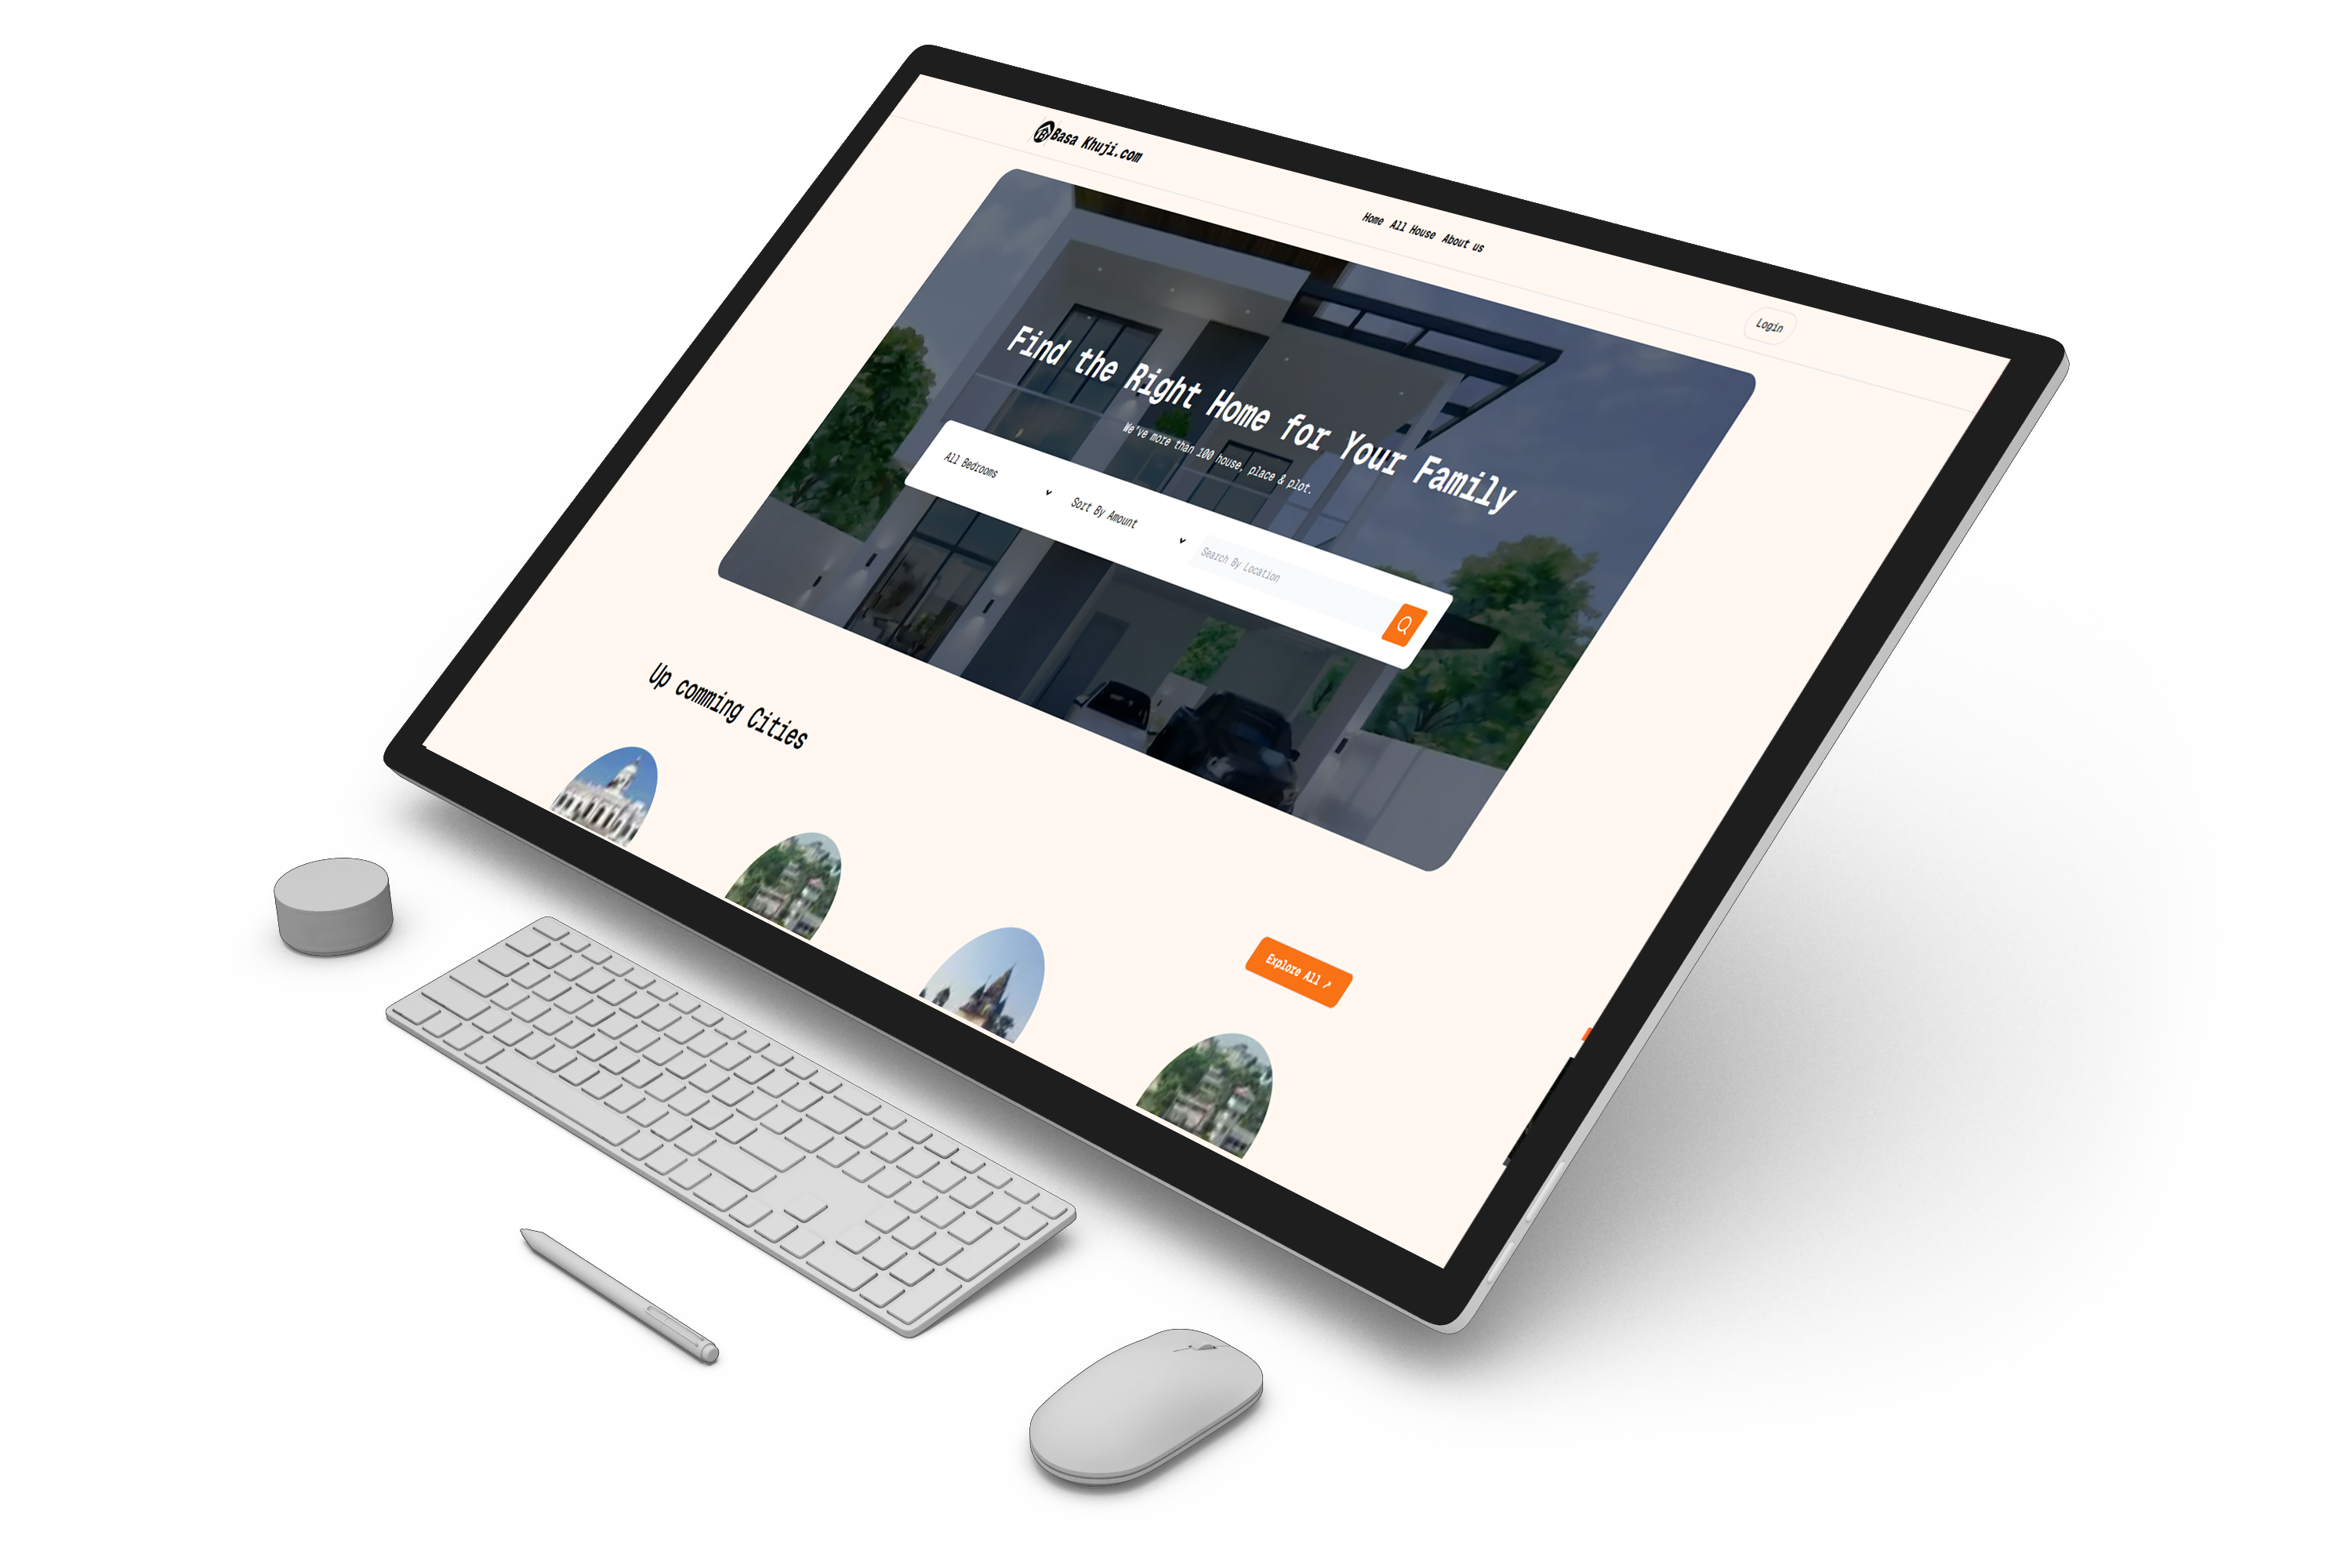 Basa Khuji.com
Home All House About us
Login
Find the Right Home for Your Family
We've more than 100 house, place & plot.
All Bedrooms
Sort By Amount
Search By Location
Up comming Cities
Explore All ↗